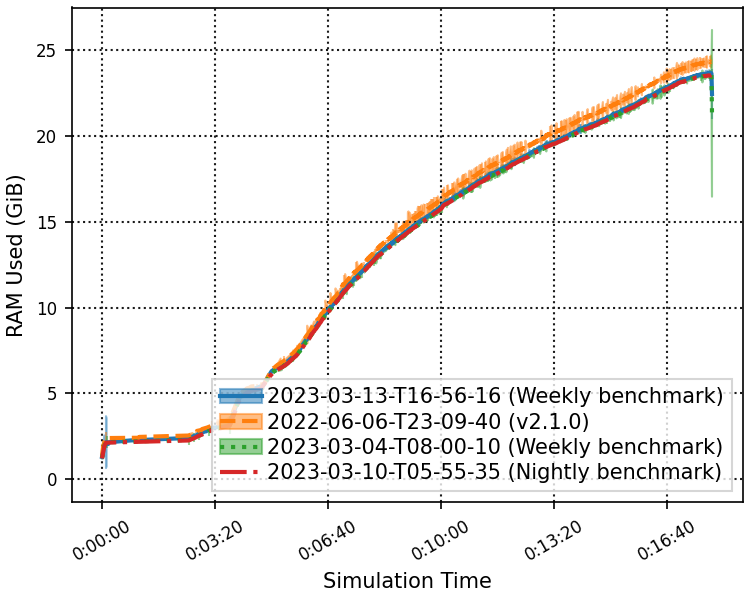 25
20
15
10
5
0
RAM Used (GiB)
2023-03-13-T16-56-16 (Weekly benchmark)
2022-06-06-T23-09-40 (v2.1.0)
2023-03-04-T08-00-10 (Weekly benchmark)
2023-03-10-T05-55-35 (Nightly benchmark)
0:00:00
0:03:20
0:06:40
0:10:00
0:13:20
0:16:40
Simulation Time